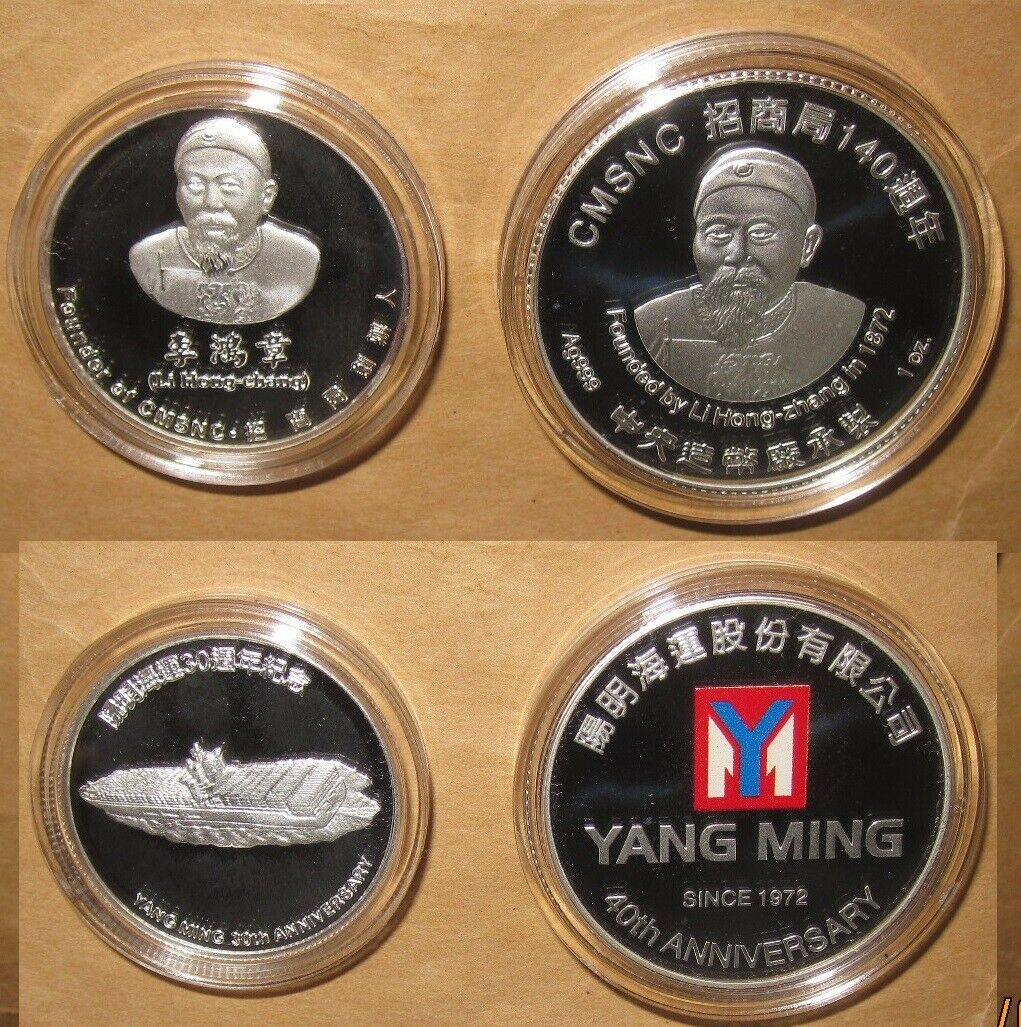 李鴻章
(Li Hong-chang)
Founder of CMSNC · 招商局
CMSNC 招商局140週年
Founded by Li Hong-zhang in 1872
Ag999
1 oz.
中央造幣廠承製
陽明海運30週年紀念
YANG MING 30th ANNIVERSARY
陽明海運股份有限公司
YM
YANG MING
SINCE 1972
40th ANNIVERSARY